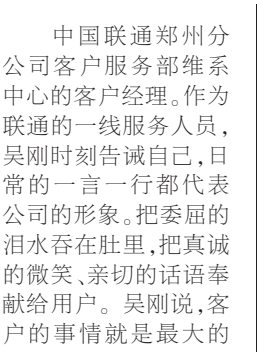 中国联通郑州分
公司客户服务部维系
中心的客户经理。作为
联通的一线服务人员，
吴刚时刻告诫自己，日
常的一言一行都代表
公司的形象。把委屈的
泪水吞在肚里，把真诚
的微笑、亲切的话语奉
献给用户。吴刚说，客
户的事情就是最大的